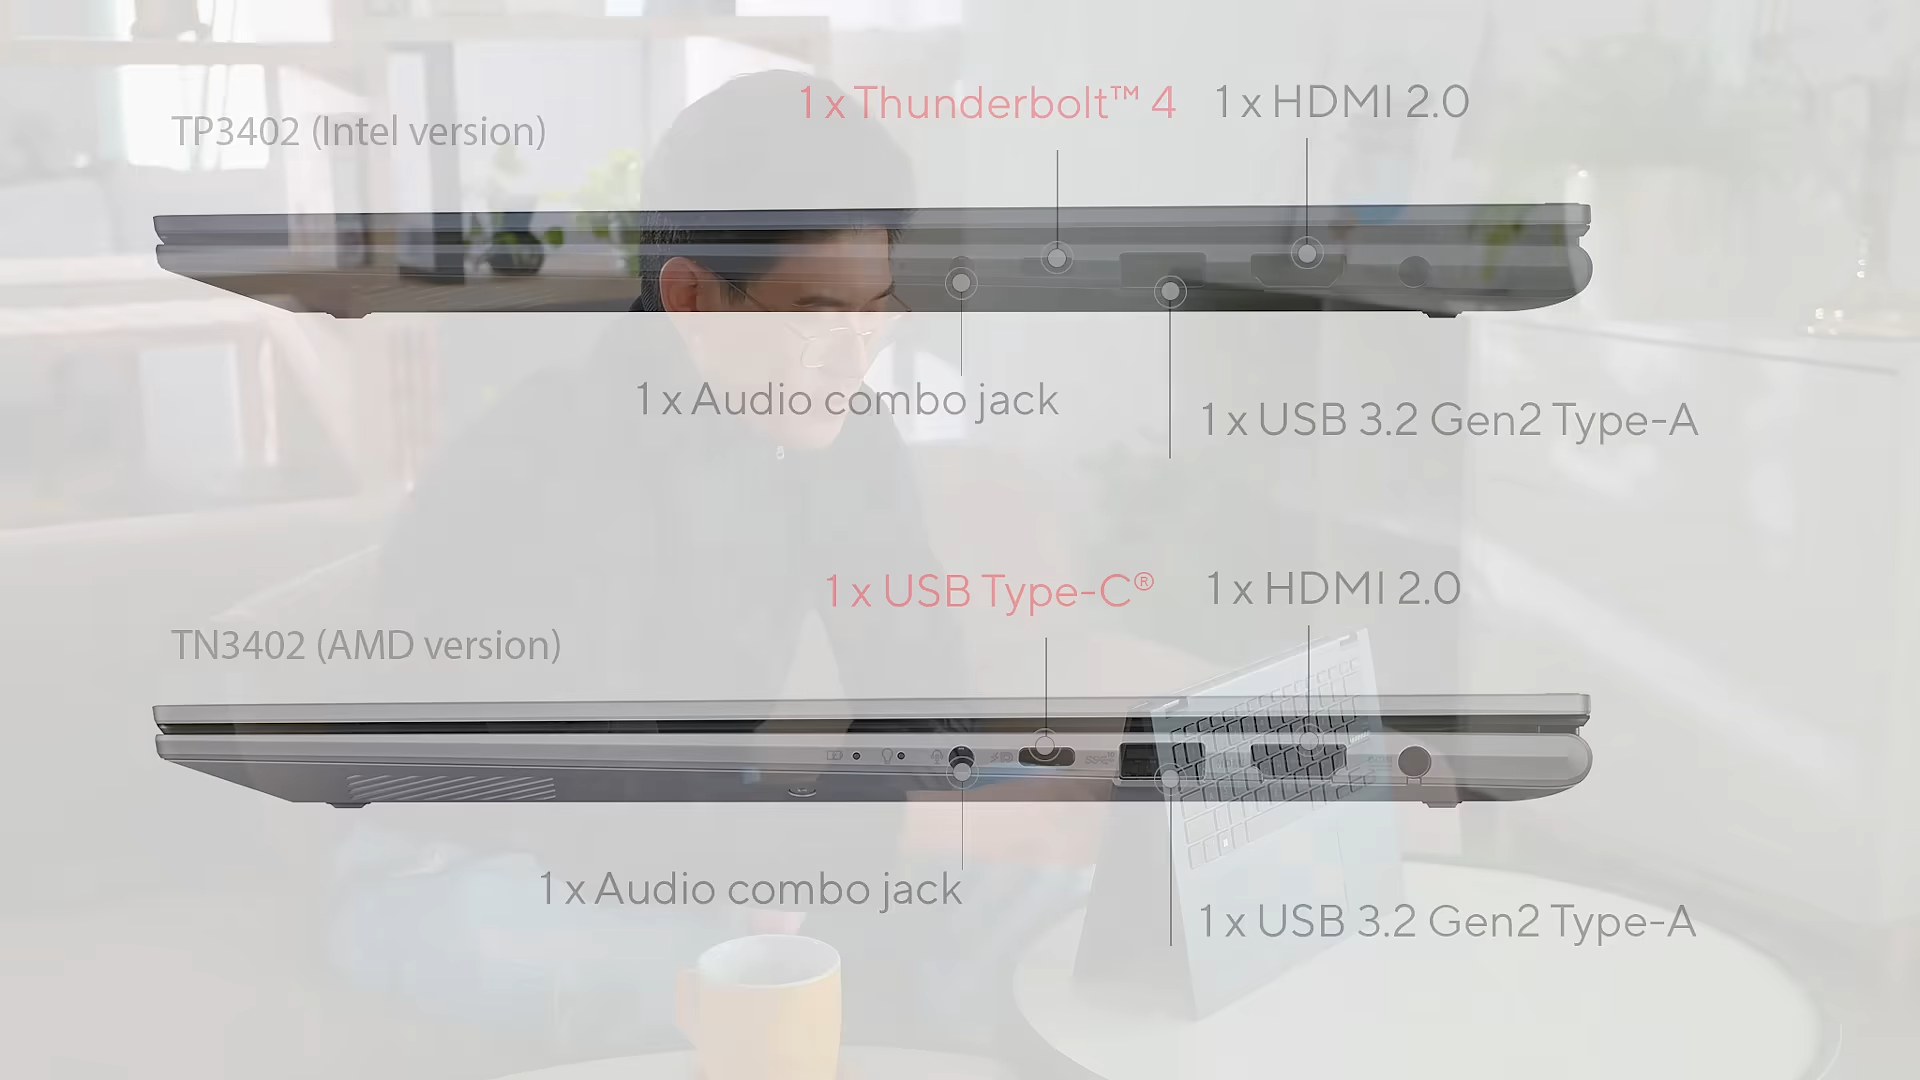 TP3402 (Intel version)
1 x Thunderbolt™ 4
1 x HDMI 2.0
1 x Audio combo jack
1 x USB 3.2 Gen2 Type-A
TN3402 (AMD version)
1 x USB Type-C®
1 x HDMI 2.0
1 x Audio combo jack
1 x USB 3.2 Gen2 Type-A